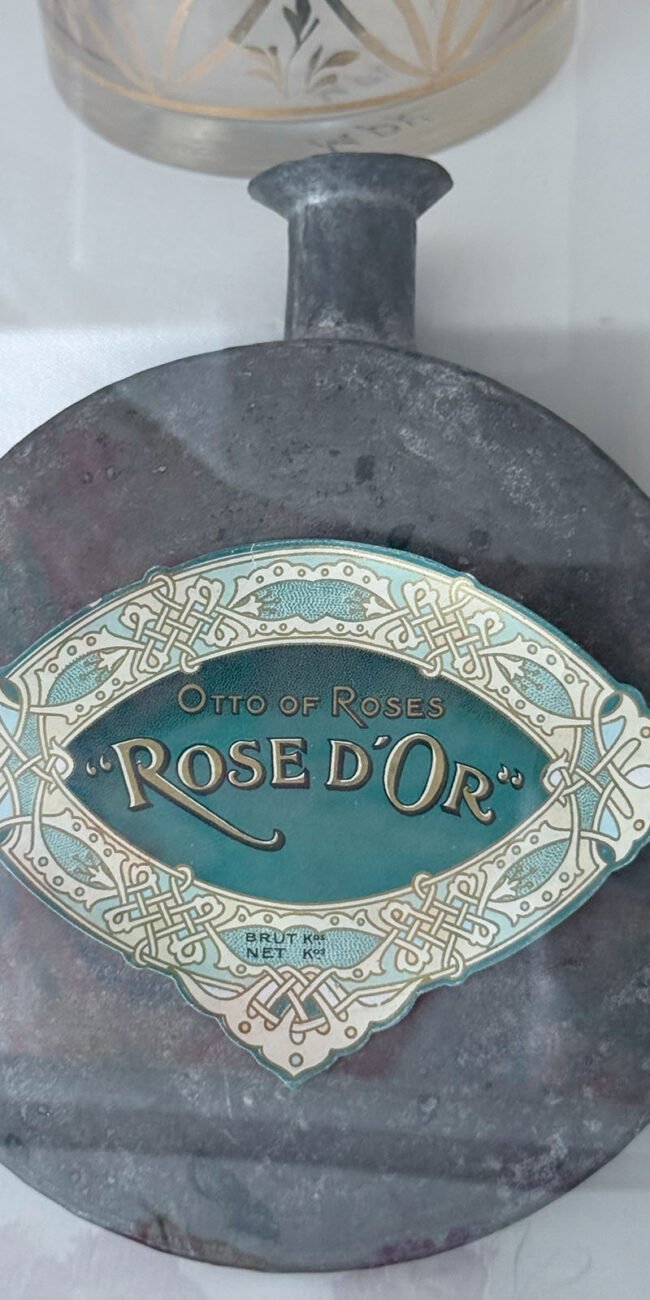 OTTO OF ROSES
“ROSE D’OR”
BRUT Kos
NET Kos